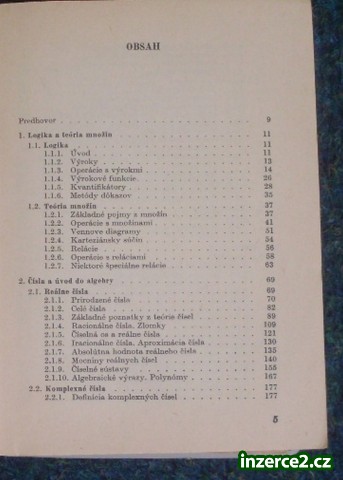 OBSAH
Predhovor 9
1. Logika a teória množín 11
1.1. Logika 11
1.1.1. Úvod 11
1.1.2. Výroky 13
1.1.3. Operácie s výrokmi 14
1.1.4. Výrokové funkcie 26
1.1.5. Kvantifikátory 28
1.1.6. Metódy dôkazov 35
1.2. Teória množín 37
1.2.1. Základné pojmy s množín 37
1.2.2. Operácie s množinami 41
1.2.3. Vennove diagramy 51
1.2.4. Karteziánsky súčin 54
1.2.5. Relácie 56
1.2.6. Operácie s reláciami 58
1.2.7. Niektoré špeciálne relácie 63
2. Čísla a úvod do algebry 69
2.1. Reálne čísla 69
2.1.1. Prirodzené čísla 70
2.1.2. Celé čísla 82
2.1.3. Základné poznatky z teórie čísel 89
2.1.4. Racionálne čísla. Zlomky 109
2.1.5. Číselná os a reálne čísla 121
2.1.6. Iracionálne čísla. Aproximácia čísla 130
2.1.7. Absolútna hodnota reálneho čísla 135
2.1.8. Mocniny reálnych čísel 140
2.1.9. Číselné sústavy 155
2.1.10. Algebraické výrazy. Polynómy 167
2.2. Komplexné čísla 177
2.2.1. Definícia komplexných čísel 177
5
inzerce2.cz